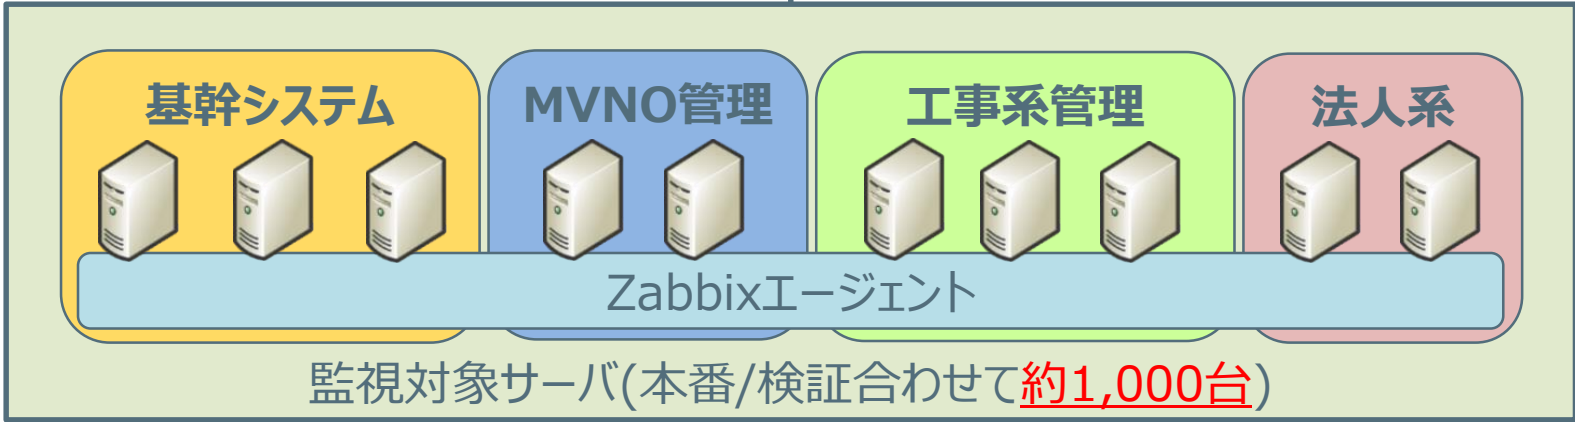 基幹システム
MVNO管理
工事系管理
法人系
Zabbixエージェント
監視対象サーバ(本番/検証合わせて約1,000台)